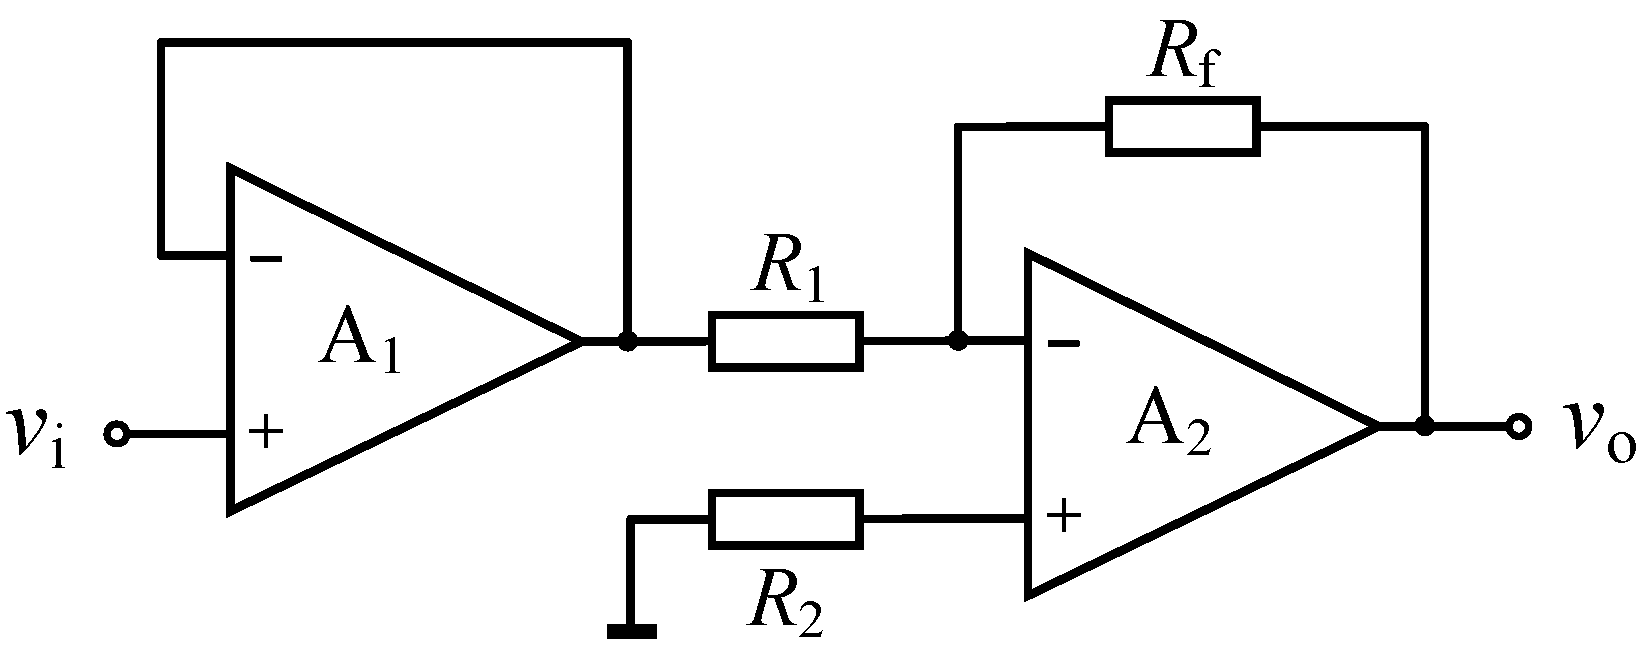 Rf
R1
−
A1
−
vi
+
A2
vo
+
R2